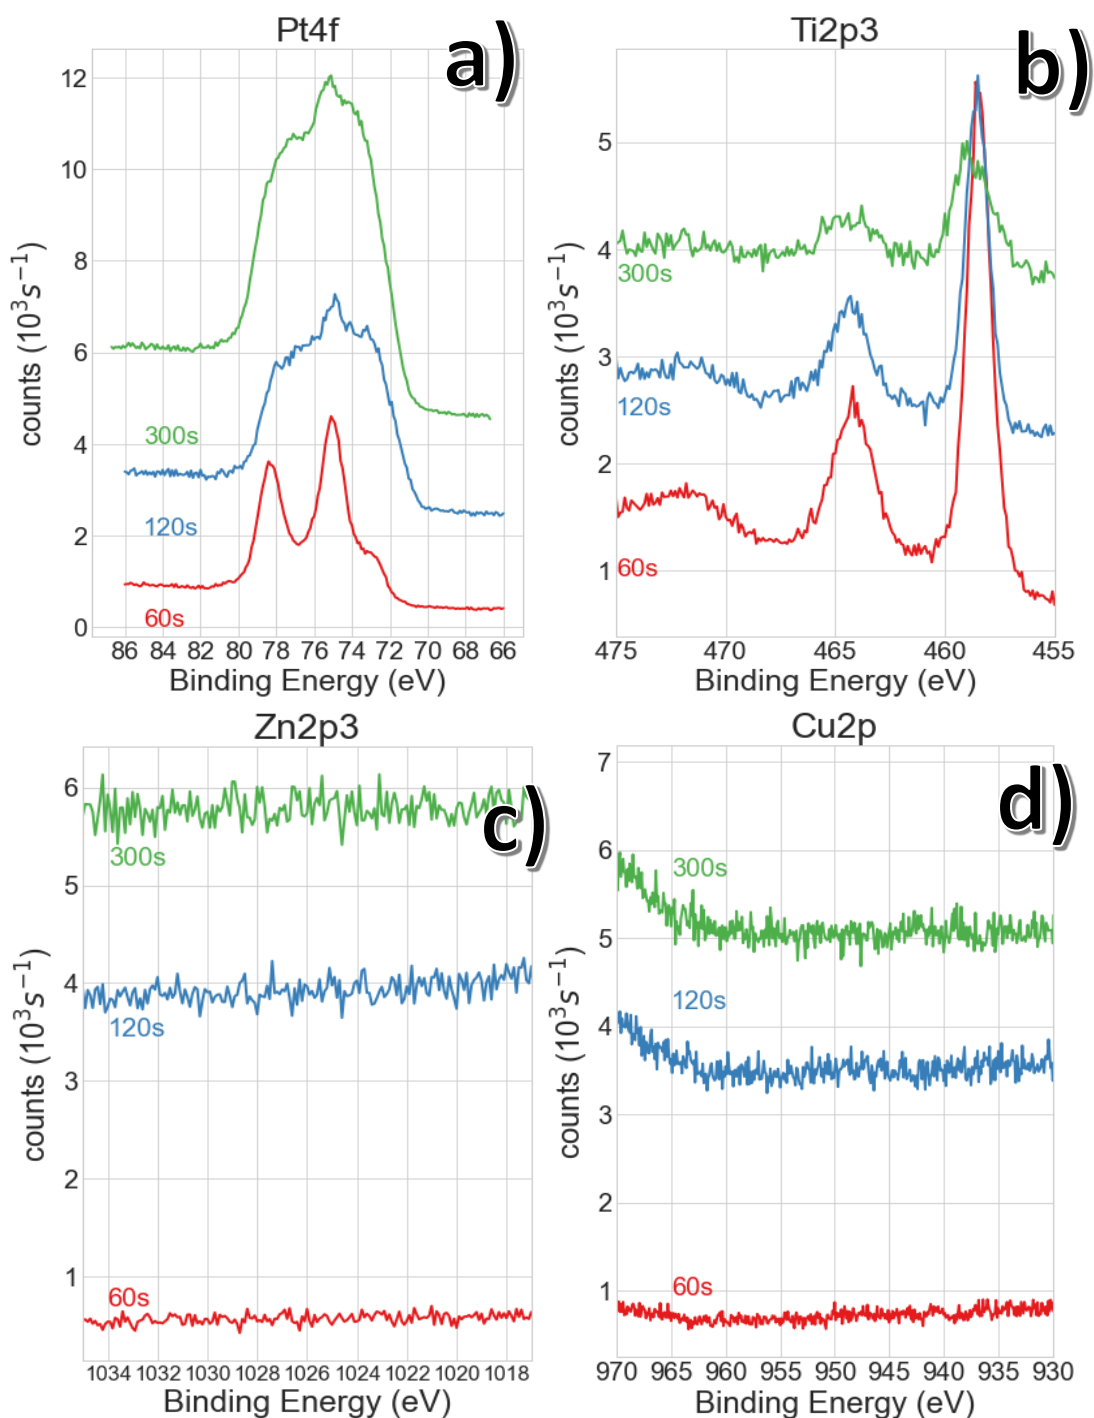 Pt4f
a)
12
10
8
6
4
2
0
counts (10³s⁻¹)
300s
120s
60s
86 84 82 80 78 76 74 72 70 68 66
Binding Energy (eV)
Ti2p3
b)
5
4
3
2
1
counts (10³s⁻¹)
300s
120s
60s
475 470 465 460 455
Binding Energy (eV)
Zn2p3
c)
6
5
4
3
2
1
counts (10³s⁻¹)
300s
120s
60s
1034 1032 1030 1028 1026 1024 1022 1020 1018
Binding Energy (eV)
Cu2p
d)
7
6
5
4
3
2
1
counts (10³s⁻¹)
300s
120s
60s
970 965 960 955 950 945 940 935 930
Binding Energy (eV)